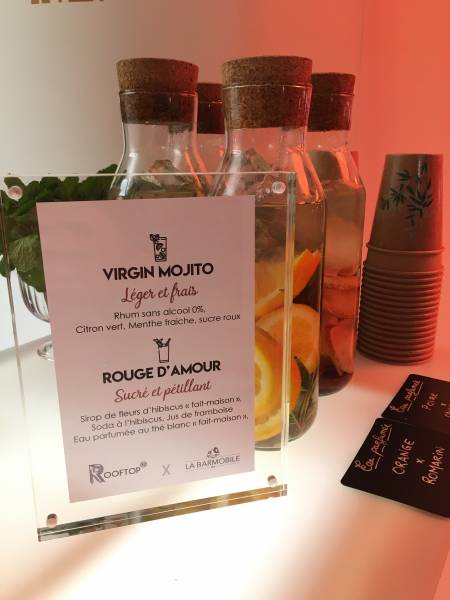 VIRGIN MOJITO
Léger et frais
Rhum sans alcool 0%,
Citron vert, Menthe fraiche, sucre roux
ROUGE D'AMOUR
Sucré et pétillant
Sirop de fleurs d'hibiscus « fait-maison »,
Soda à l'hibiscus, Jus de framboise
Eau parfumée au thé blanc « fait-maison »,
ROOFTOP
X
LA BARMOBILE
Eau parfumée
POIRE
X
Eau parfumée
ORANGE
X
ROMARIN